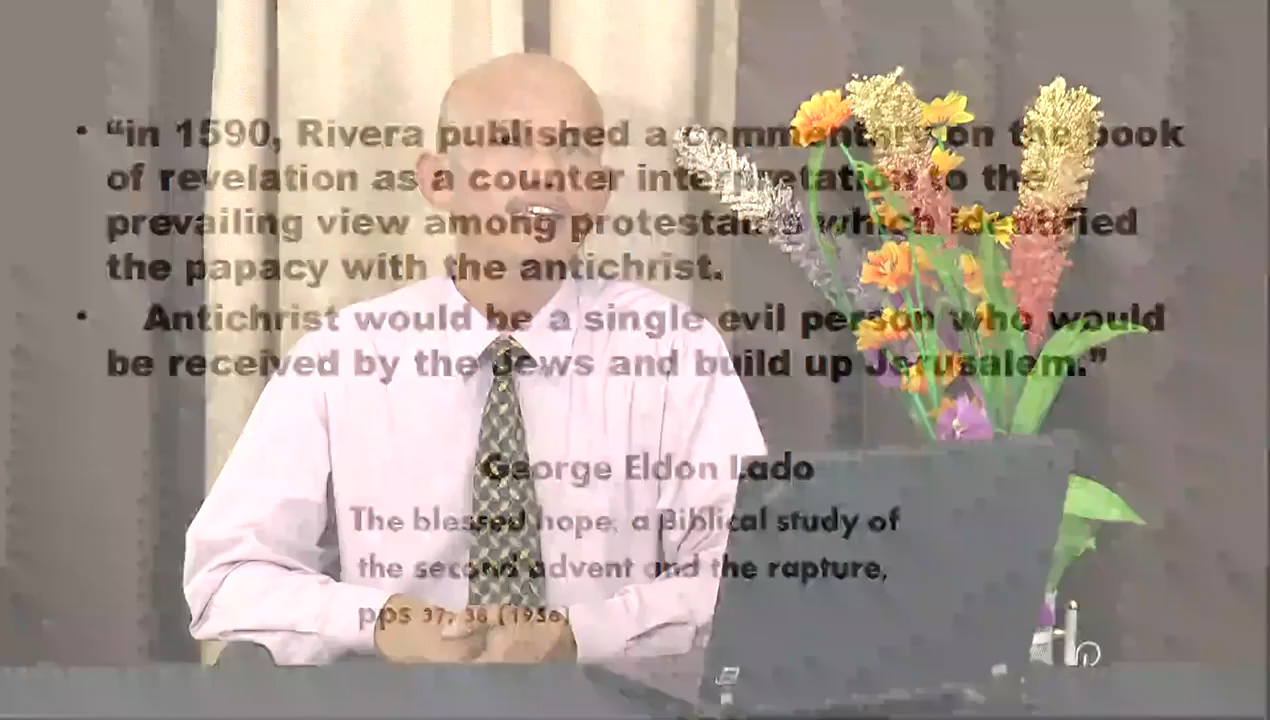 • “in 1590, Rivera published a commentary on the book
of revelation as a counter interpretation to the
prevailing view among protestants which identified
the papacy with the antichrist.
• Antichrist would be a single evil person who would
be received by the Jews and build up Jerusalem.”
George Eldon Lado
The blessed hope: a Biblical study of
the second advent and the rapture,
pps 37, 38 (1956)